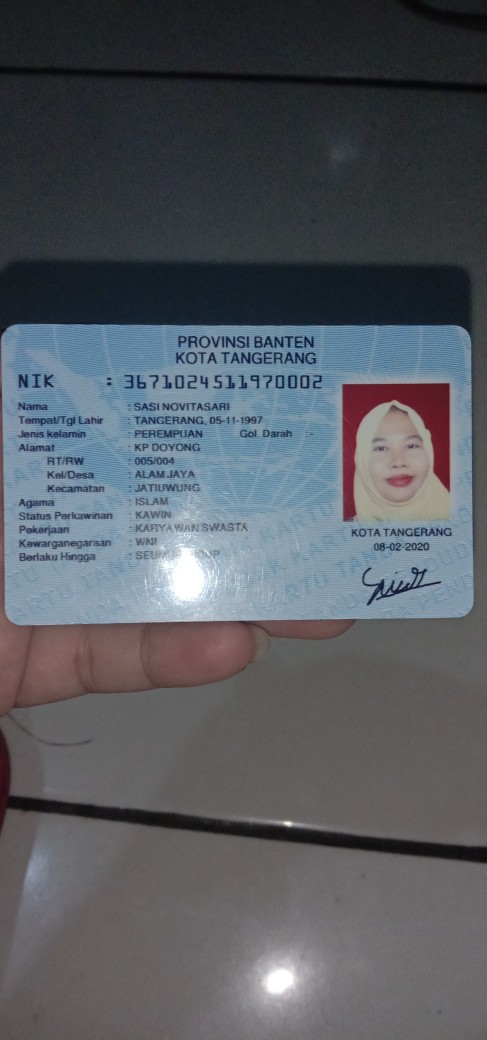 PROVINSI BANTEN
KOTA TANGERANG
NIK : 3671024511970002
Nama : SASI NOVITASARI
Tempat/Tgl Lahir : TANGERANG, 05-11-1997
Jenis kelamin : PEREMPUAN Gol. Darah :-
Alamat : KP DOYONG
RT/RW : 005/004
Kel/Desa : ALAM JAYA
Kecamatan : JATIUWUNG
Agama : ISLAM
Status Perkawinan : KAWIN
Pekerjaan : KARYAWAN SWASTA
Kewarganegaraan : WNI
Berlaku Hingga :
KOTA TANGERANG
08-02-2020